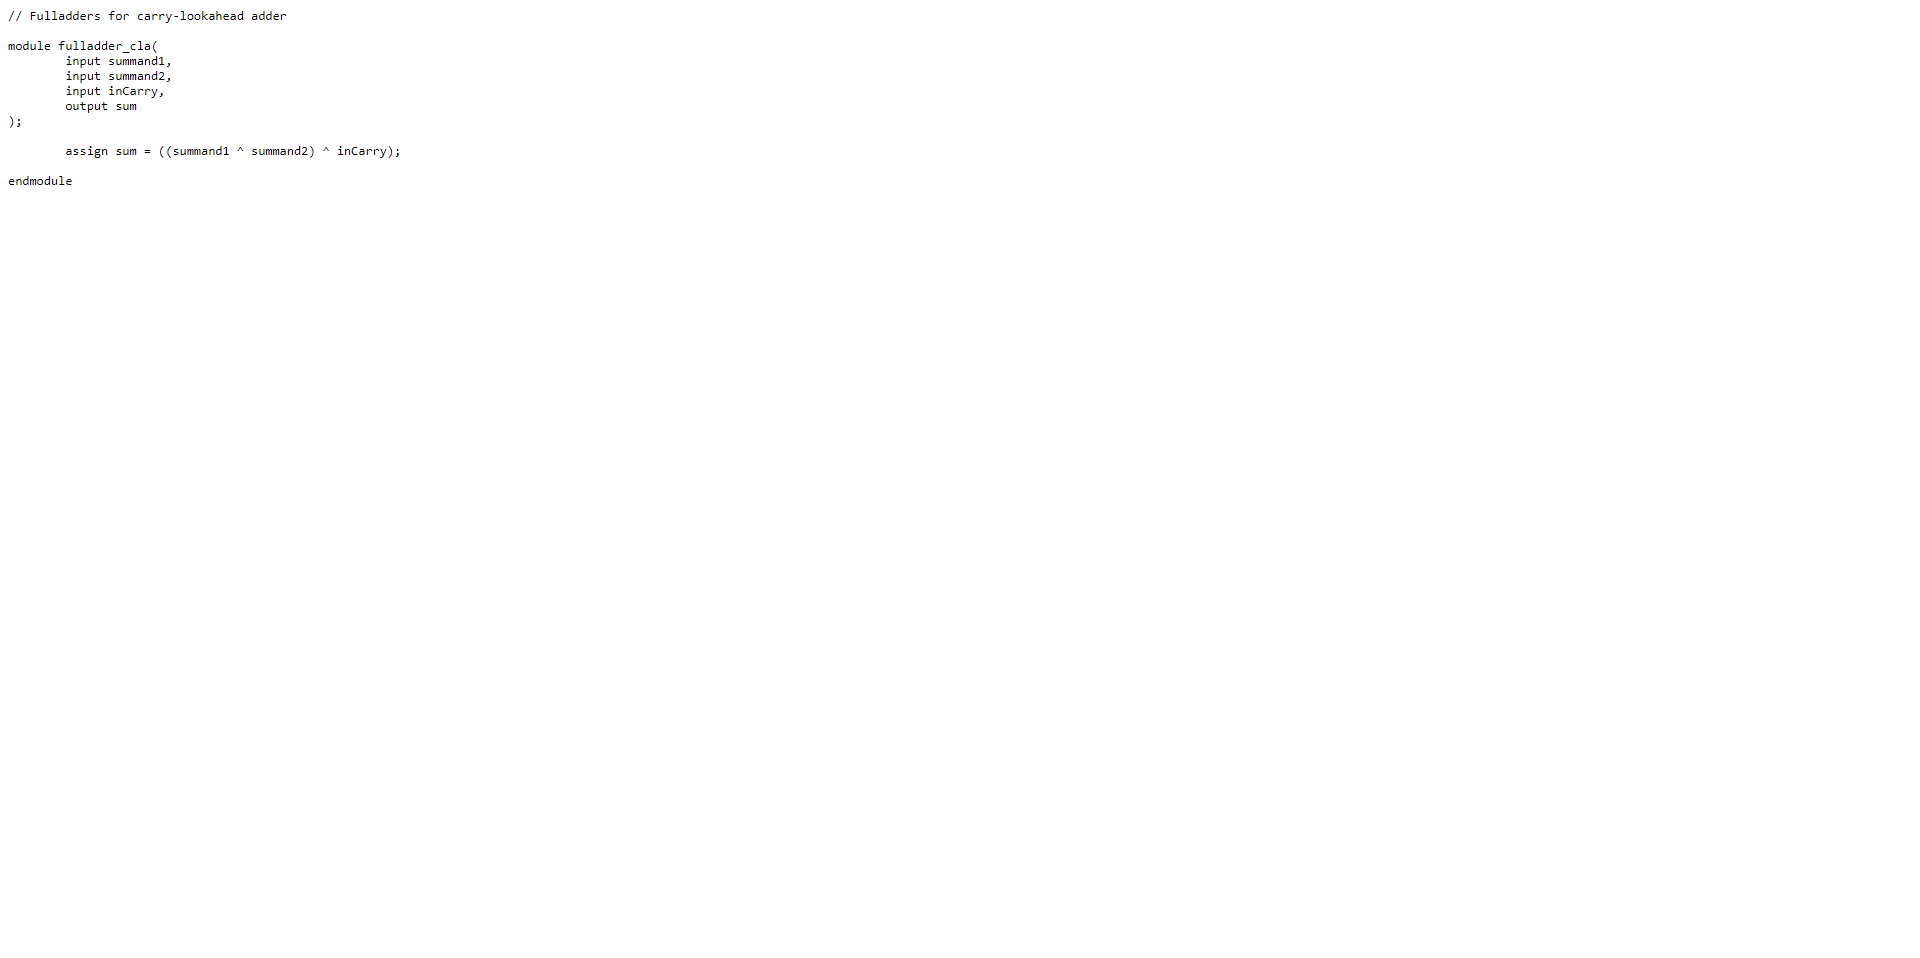 // Fulladders for carry-lookahead adder
module fulladder_cla(
input summand1,
input summand2,
input inCarry,
output sum
);
assign sum = ((summand1 ^ summand2) ^ inCarry);
endmodule